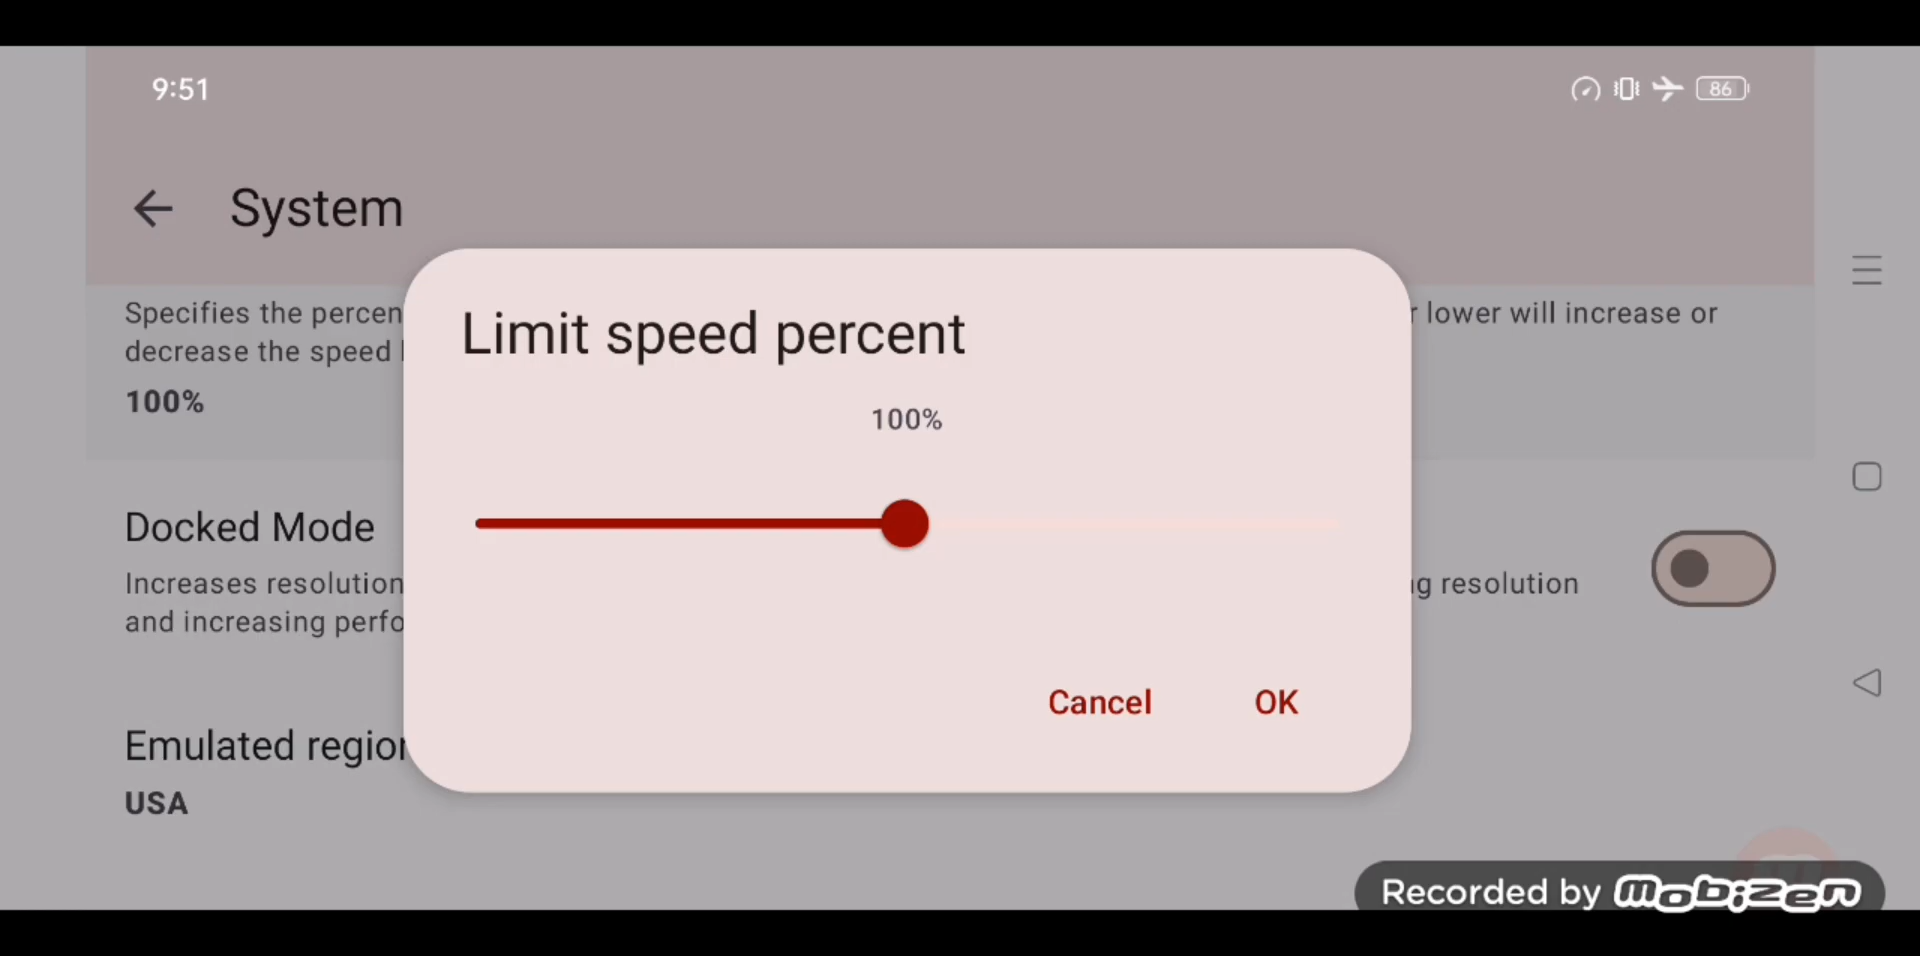 9:51
86
System
Specifies the percen
r lower will increase or
decrease the speed
100%
Limit speed percent
100%
Docked Mode
Increases resolution
g resolution
and increasing perfo
Cancel
OK
Emulated region
USA
Recorded by mobizen